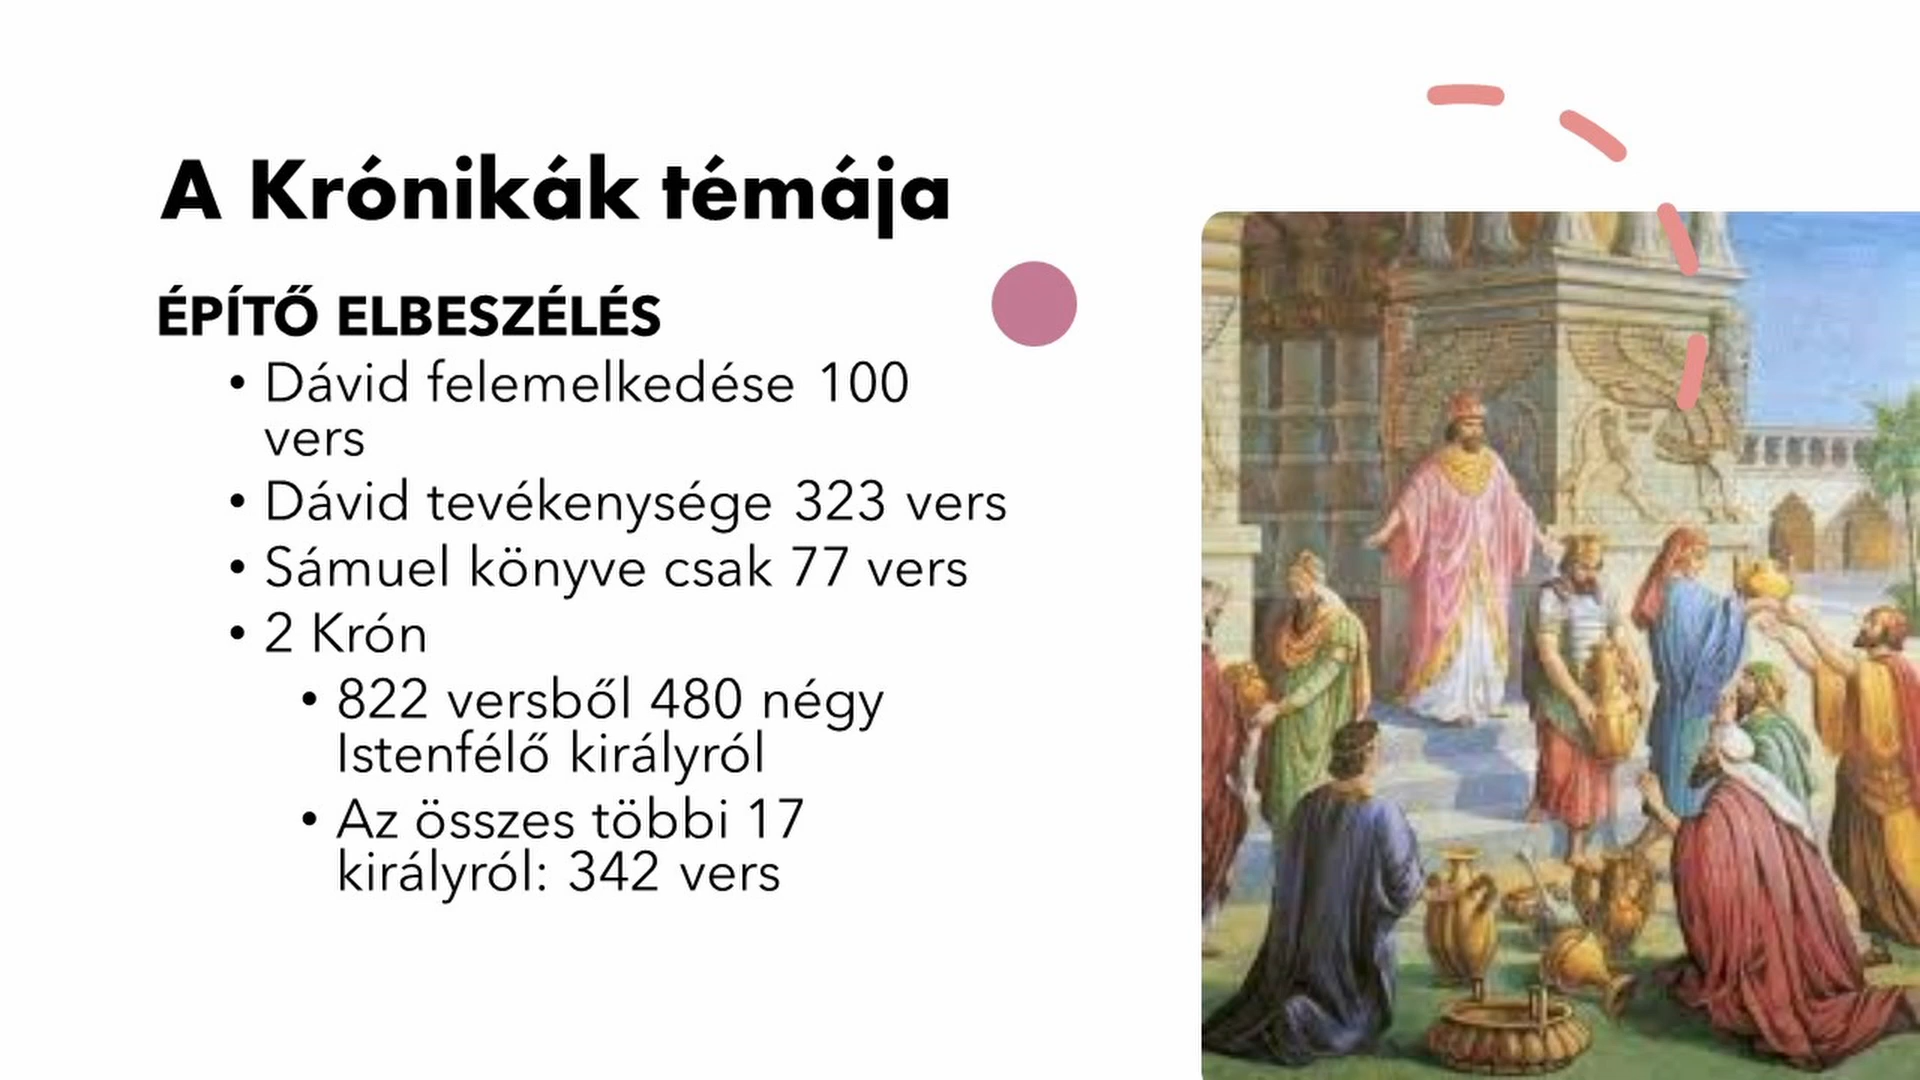 A Krónikák témája
ÉPÍTŐ ELBESZÉLÉS
• Dávid felemelkedése 100
vers
• Dávid tevékenysége 323 vers
• Sámuel könyve csak 77 vers
• 2 Krón
• 822 versből 480 négy
Istenfélő királyról
• Az összes többi 17
királyról: 342 vers